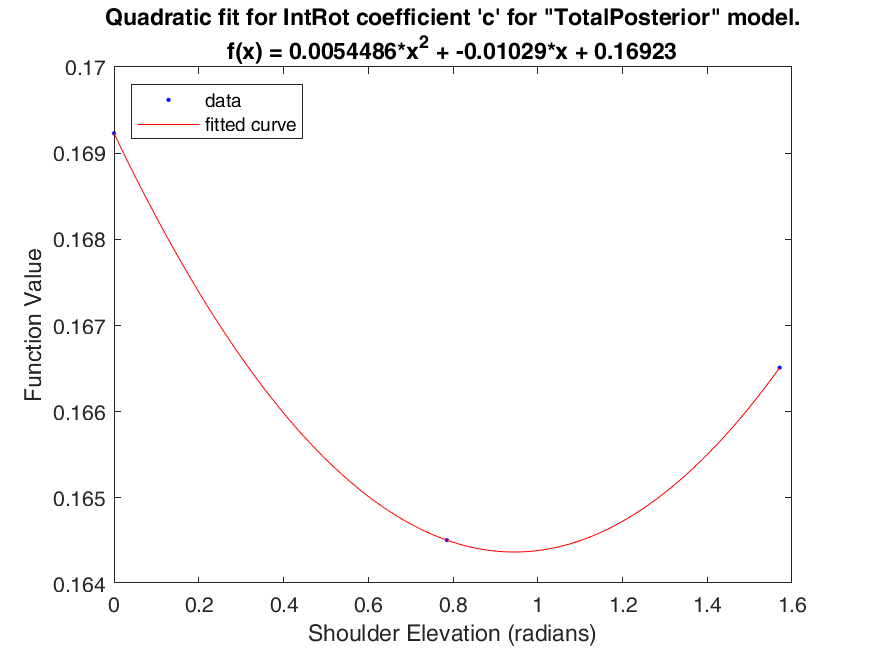 Quadratic fit for IntRot coefficient 'c' for "TotalPosterior" model.
f(x) = 0.0054486*x² + -0.01029*x + 0.16923
data
fitted curve
0.17
0.169
0.168
0.167
0.166
0.165
0.164
Function Value
0 0.2 0.4 0.6 0.8 1 1.2 1.4 1.6
Shoulder Elevation (radians)